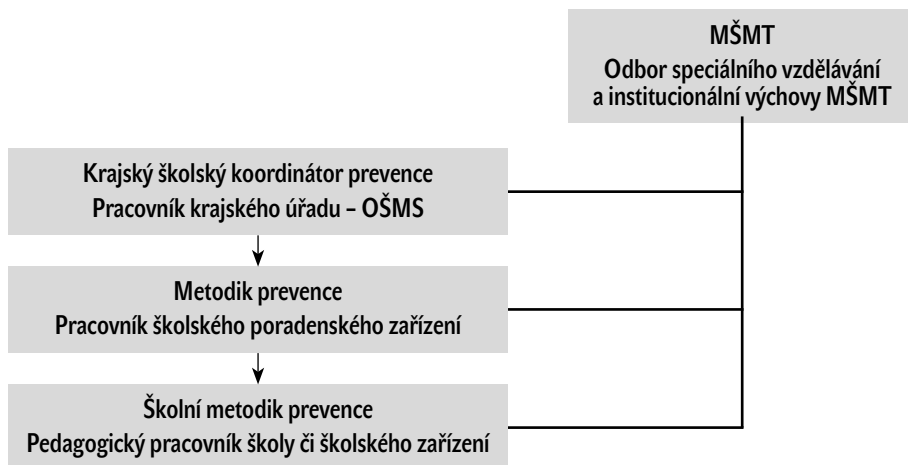 MŠMT
Odbor speciálního vzdělávání
a institucionální výchovy MŠMT
Krajský školský koordinátor prevence
Pracovník krajského úřadu – OŠMS
Metodik prevence
Pracovník školského poradenského zařízení
Školní metodik prevence
Pedagogický pracovník školy či školského zařízení